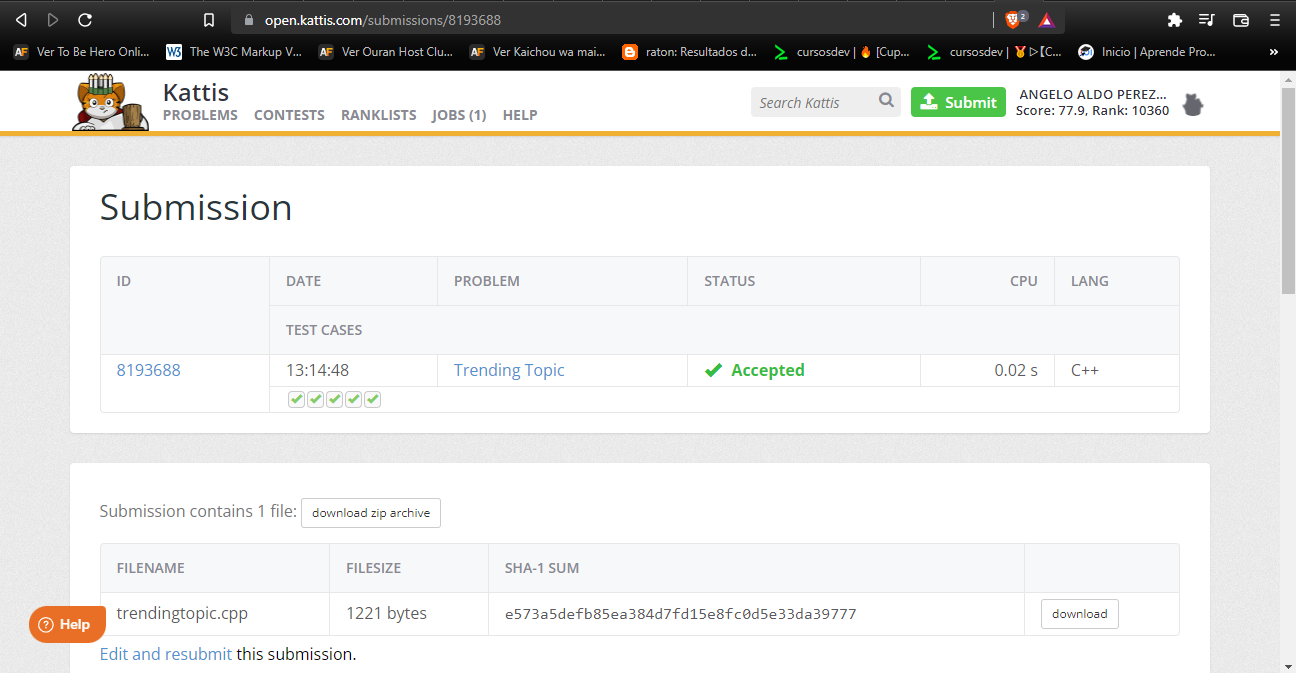 open.kattis.com/submissions/8193688
2
AF Ver To Be Hero Onli... W3 The W3C Markup V... AF Ver Ouran Host Clu... AF Ver Kaichou wa mai... raton: Resultados d... cursosdev | 🔥 [Cup... cursosdev | 🏅▷【C... Inicio | Aprende Pro... »
Kattis
PROBLEMS CONTESTS RANKLISTS JOBS (1) HELP
Search Kattis
Submit
ANGELO ALDO PEREZ...
Score: 77.9, Rank: 10360
Submission
ID DATE PROBLEM STATUS CPU LANG
TEST CASES
8193688 13:14:48 Trending Topic Accepted 0.02 s C++
Submission contains 1 file: download zip archive
FILENAME FILESIZE SHA-1 SUM
trendingtopic.cpp 1221 bytes e573a5defb85ea384d7fd15e8fc0d5e33da39777 download
Help
Edit and resubmit this submission.